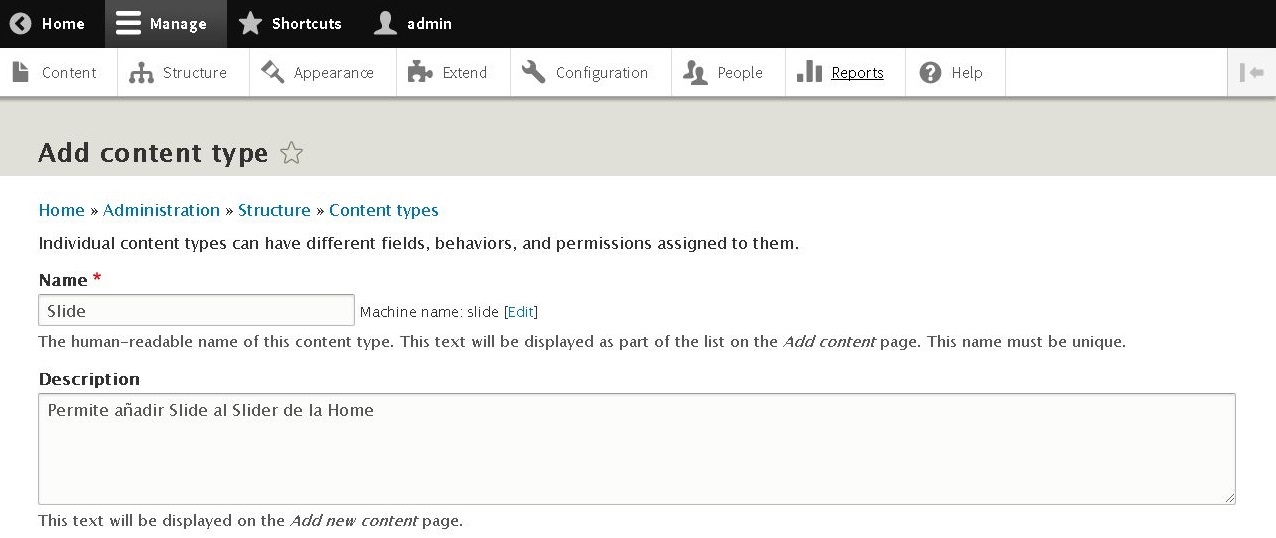 Home Manage Shortcuts admin
Content Structure Appearance Extend Configuration People Reports Help
Add content type
Home » Administration » Structure » Content types
Individual content types can have different fields, behaviors, and permissions assigned to them.
Name *
Slide Machine name: slide [Edit]
The human-readable name of this content type. This text will be displayed as part of the list on the Add content page. This name must be unique.
Description
Permite añadir Slide al Slider de la Home
This text will be displayed on the Add new content page.